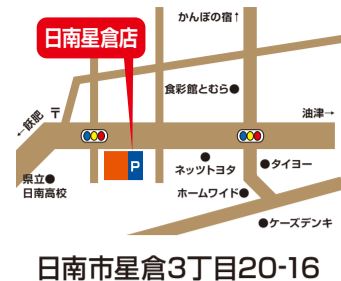 かんぽの宿↑
日南星倉店
食彩館とむら●
←飫肥
〒
油津→
P
ネッツトヨタ
●タイヨー
県立●
日南高校
ホームワイド●
●ケーズデンキ
日南市星倉3丁目20-16